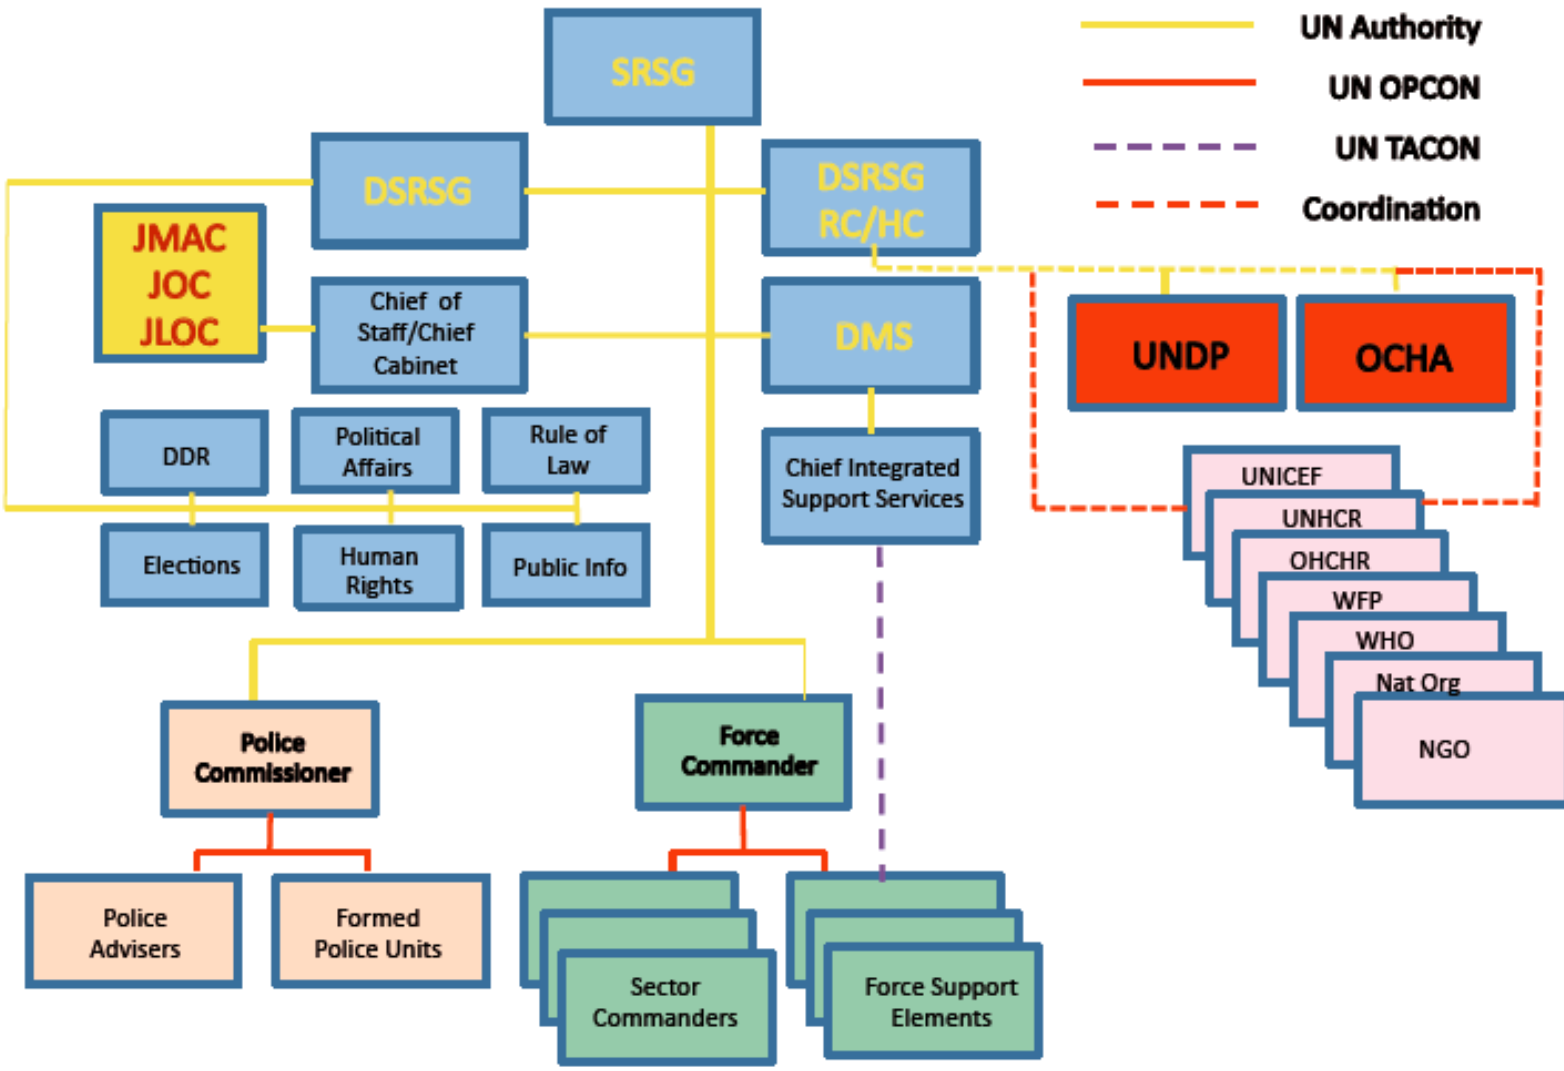 SRSG
UN Authority
UN OPCON
UN TACON
Coordination
DSRSG
DSRSG
RC/HC
JMAC
JOC
JLOC
Chief of
Staff/Chief
Cabinet
DMS
UNDP
OCHA
DDR
Political
Affairs
Rule of
Law
Chief Integrated
Support Services
Elections
Human
Rights
Public Info
UNICEF
UNHCR
OHCHR
WFP
WHO
Nat Org
NGO
Police
Commissioner
Force
Commander
Police
Advisers
Formed
Police Units
Sector
Commanders
Force Support
Elements